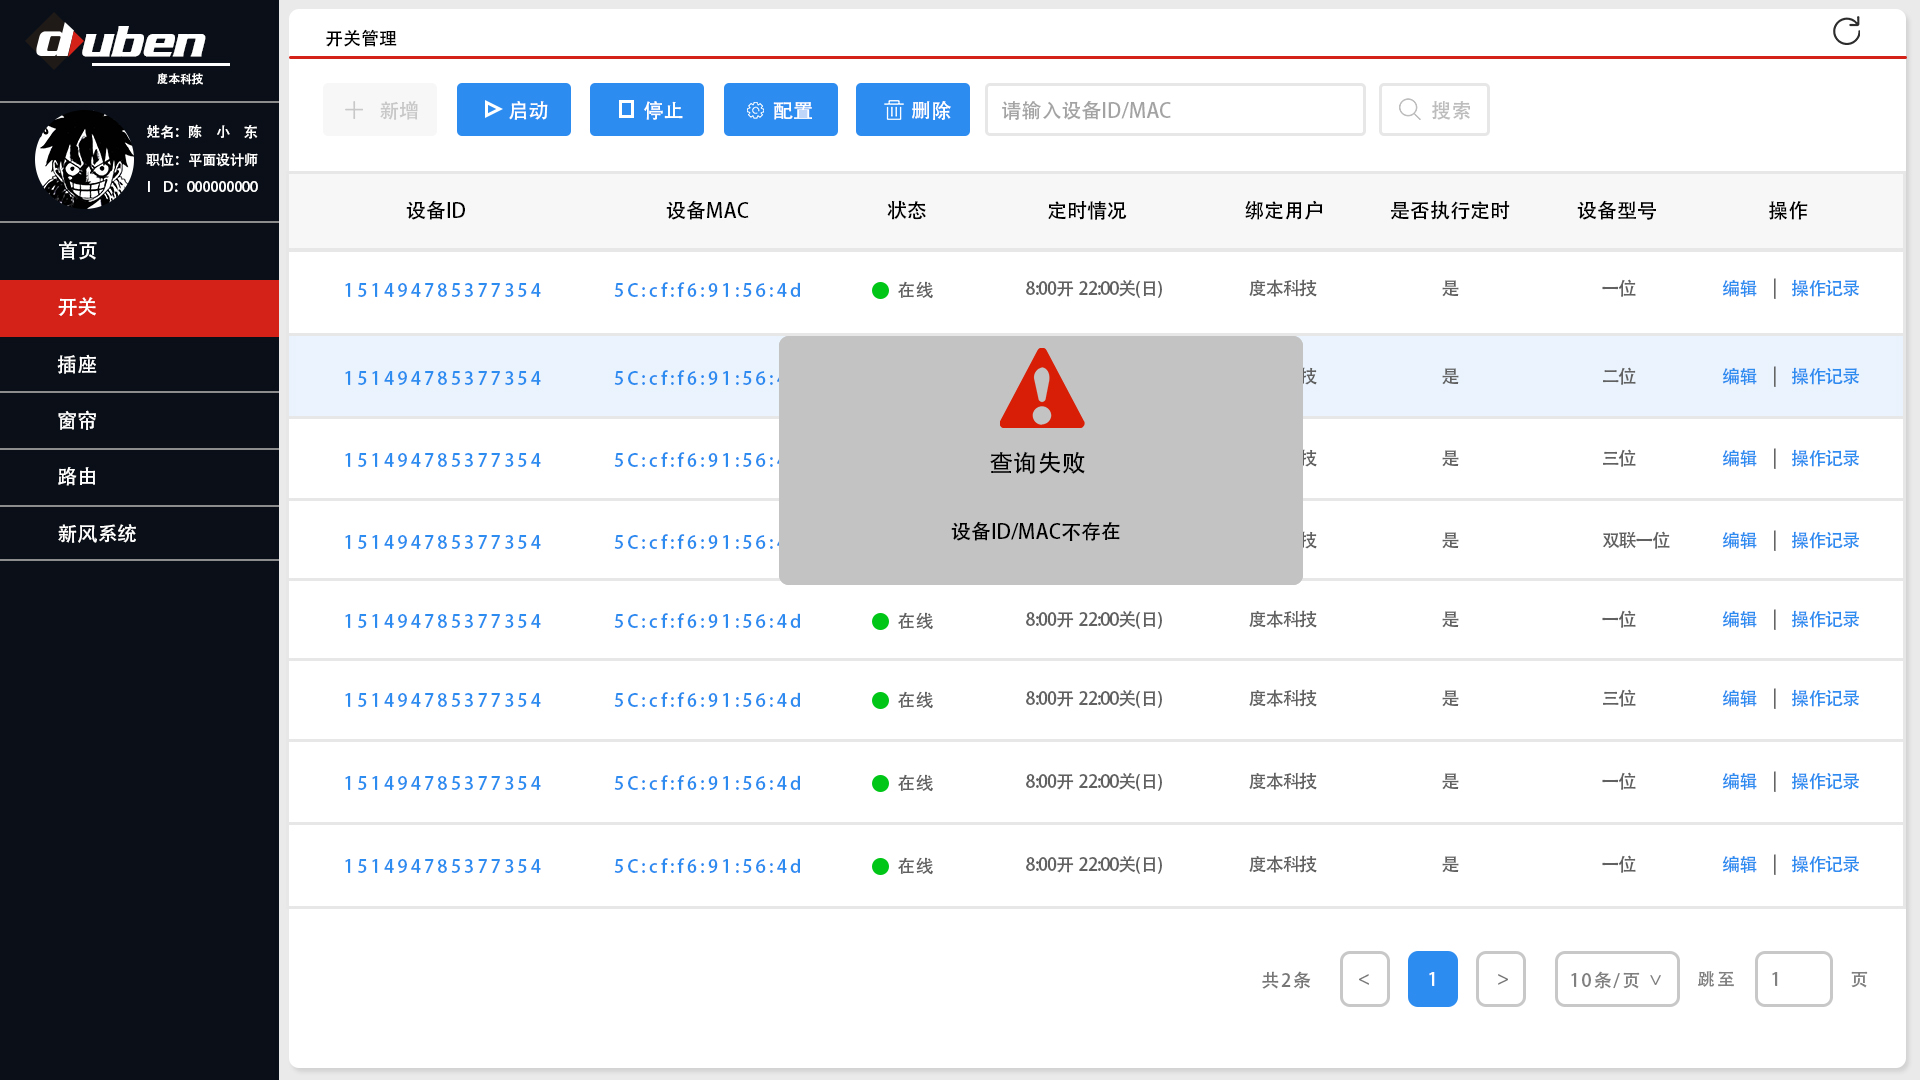 duben
度本科技
姓名：陈 小 东
职位：平面设计师
I D：000000000
首页
开关
插座
窗帘
路由
新风系统
开关管理
新增 启动 停止 配置 删除 请输入设备ID/MAC 搜索
设备ID 设备MAC 状态 定时情况 绑定用户 是否执行定时 设备型号 操作
151494785377354 5C:cf:f6:91:56:4d 在线 8:00开 22:00关(日) 度本科技 是 一位 编辑 | 操作记录
151494785377354 5C:cf:f6:91:56: 技 是 二位 编辑 | 操作记录
151494785377354 5C:cf:f6:91:56: 技 是 三位 编辑 | 操作记录
151494785377354 5C:cf:f6:91:56: 技 是 双联一位 编辑 | 操作记录
查询失败
设备ID/MAC不存在
151494785377354 5C:cf:f6:91:56:4d 在线 8:00开 22:00关(日) 度本科技 是 一位 编辑 | 操作记录
151494785377354 5C:cf:f6:91:56:4d 在线 8:00开 22:00关(日) 度本科技 是 三位 编辑 | 操作记录
151494785377354 5C:cf:f6:91:56:4d 在线 8:00开 22:00关(日) 度本科技 是 一位 编辑 | 操作记录
151494785377354 5C:cf:f6:91:56:4d 在线 8:00开 22:00关(日) 度本科技 是 一位 编辑 | 操作记录
共2条 < 1 > 10条/页 ∨ 跳至 1 页